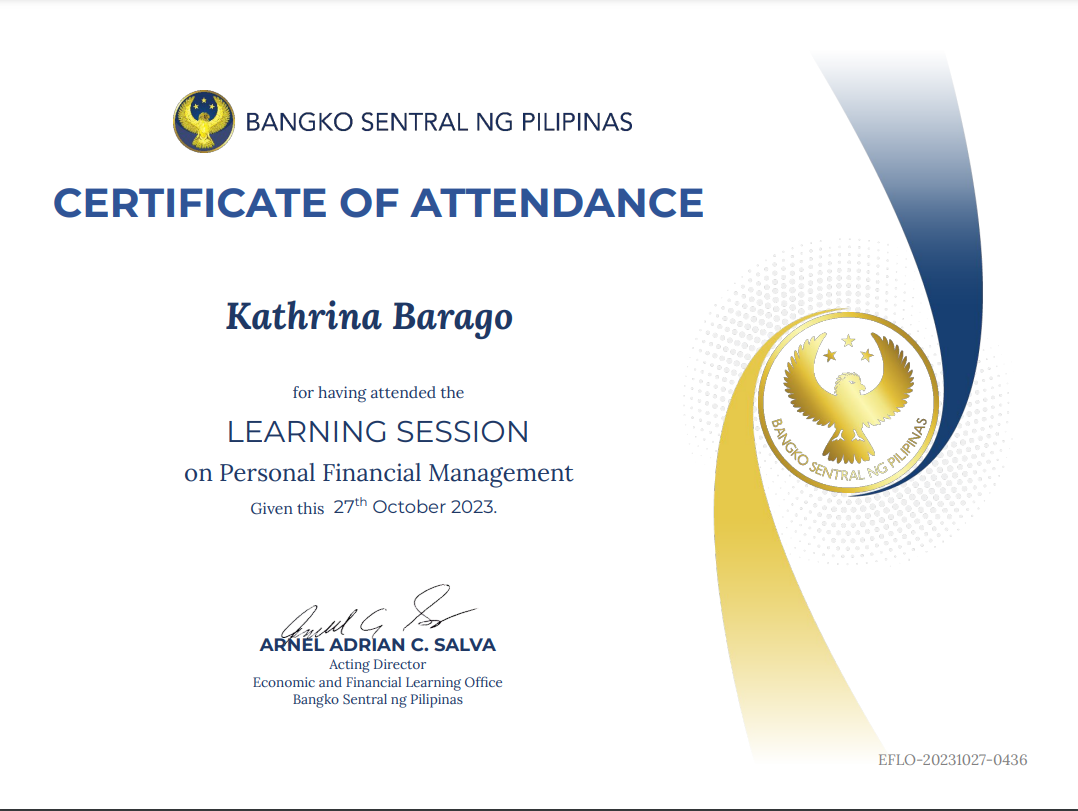 BANGKO SENTRAL NG PILIPINAS
CERTIFICATE OF ATTENDANCE
Kathrina Barago
for having attended the
LEARNING SESSION
on Personal Financial Management
Given this 27th October 2023.
ARNEL ADRIAN C. SALVA
Acting Director
Economic and Financial Learning Office
Bangko Sentral ng Pilipinas
BANGKO SENTRAL NG PILIPINAS
EFLO-20231027-0436